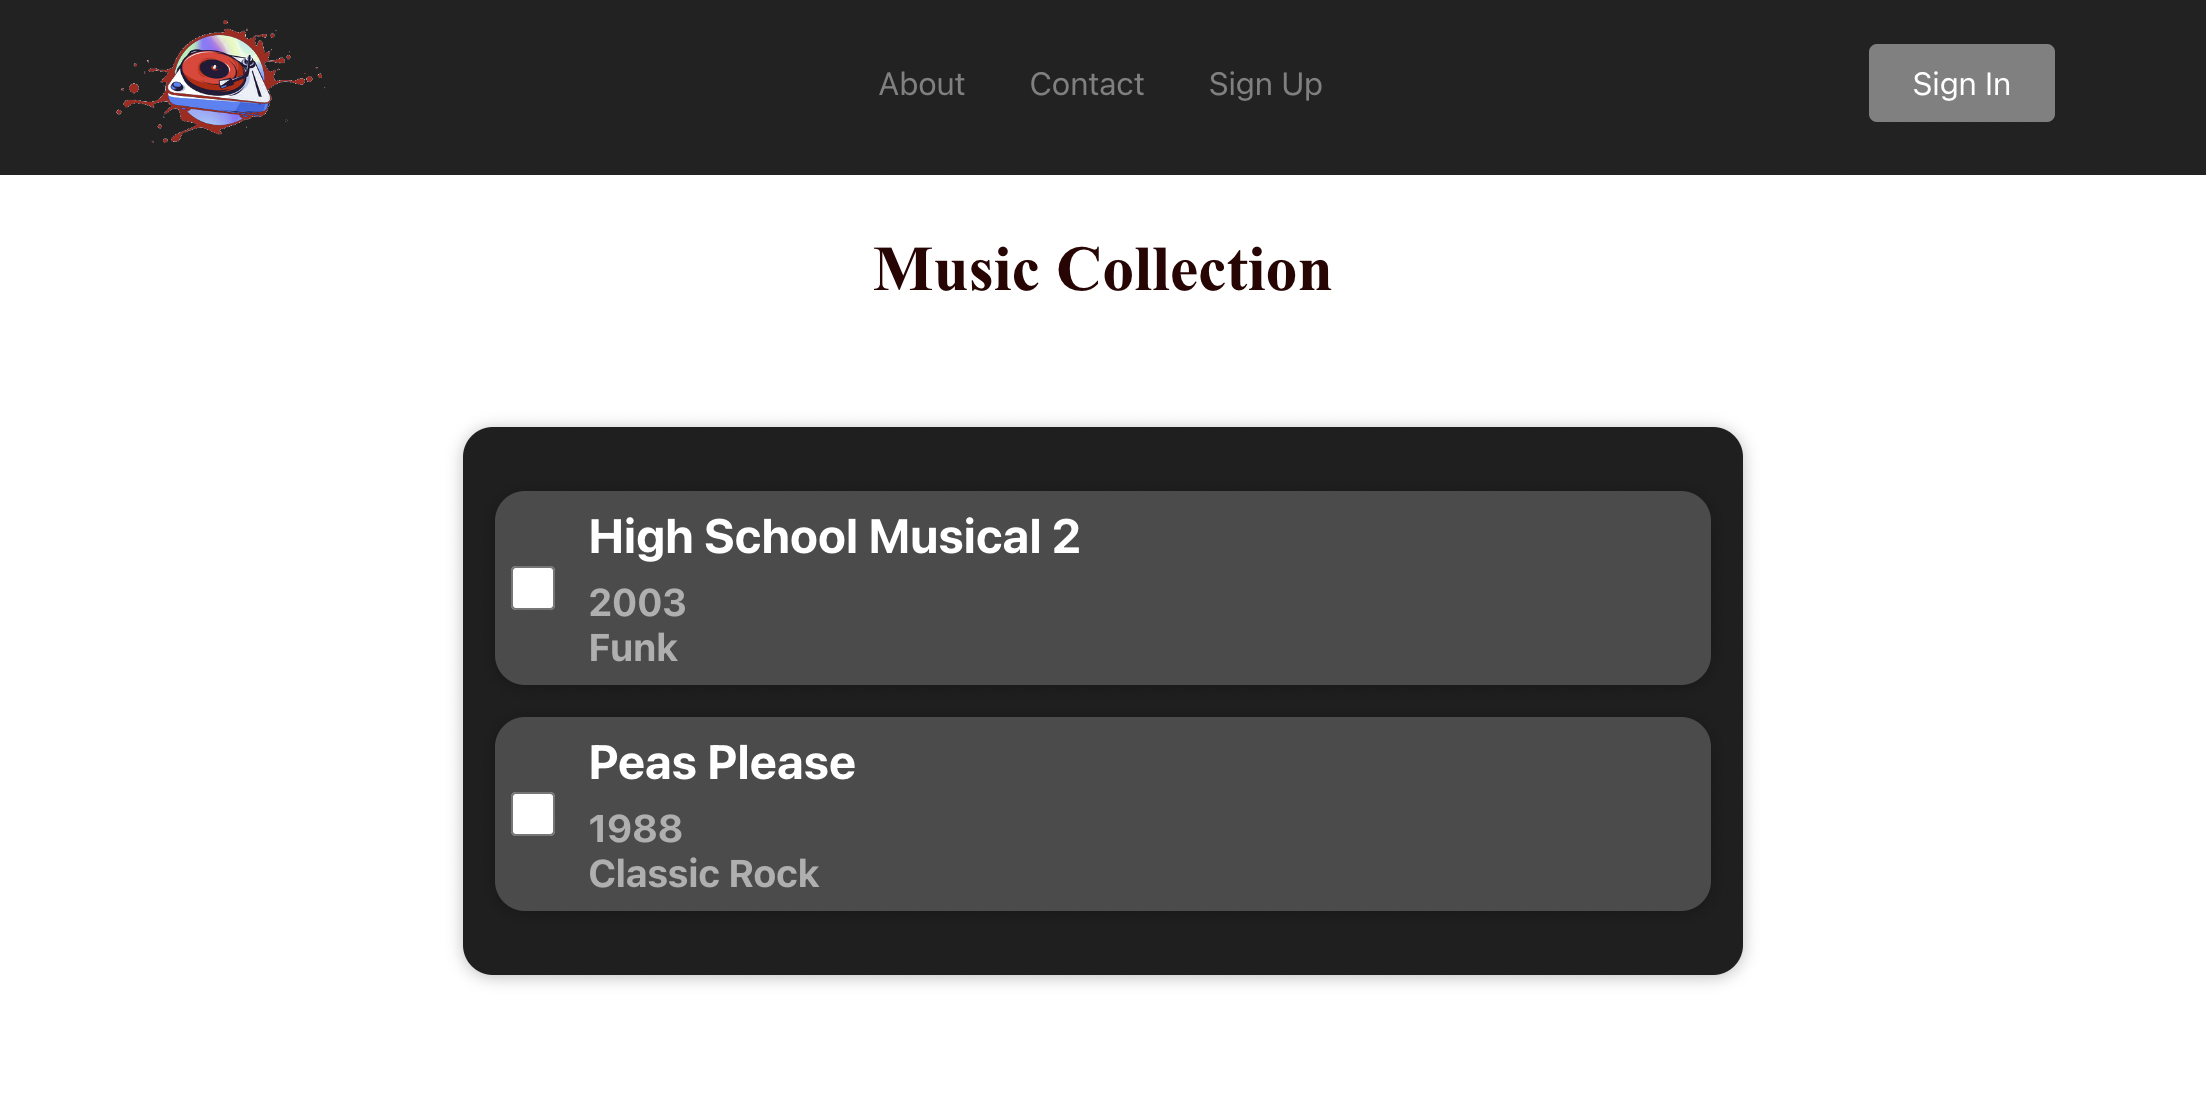 About Contact Sign Up Sign In
Music Collection
High School Musical 2
2003
Funk
Peas Please
1988
Classic Rock